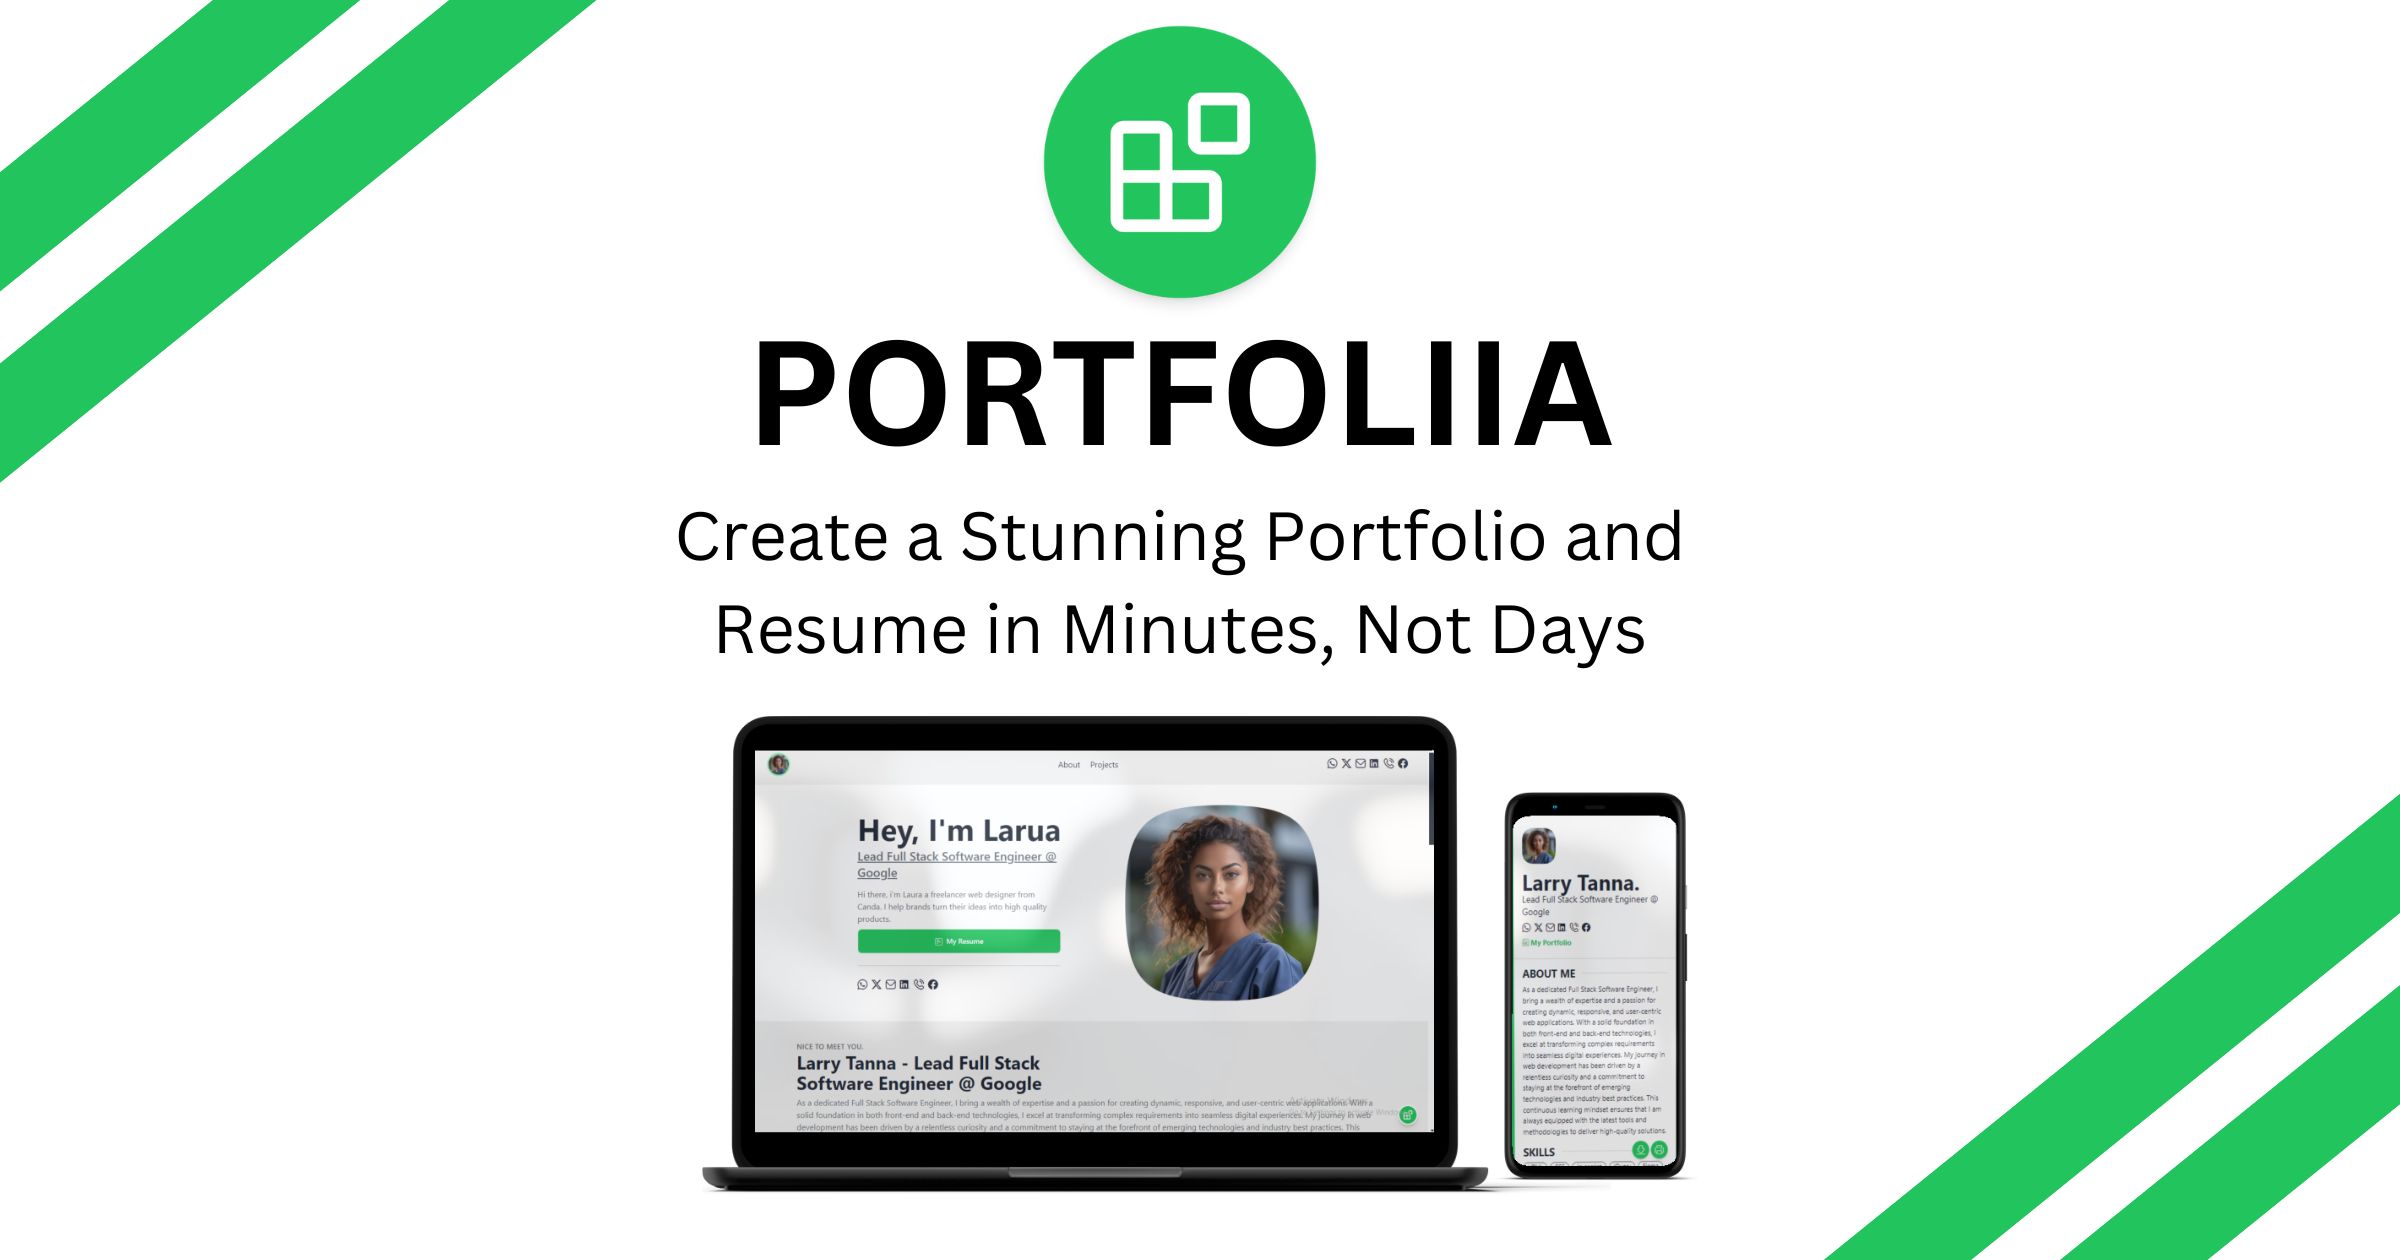 PORTFOLIIA
Create a Stunning Portfolio and
Resume in Minutes, Not Days
About Projects
Hey, I'm Larua
Lead Full Stack Software Engineer @
Google
Hi there, i'm Laura a freelancer web designer from
Canda. I help brands turn their ideas into high quality
products.
My Resume
NICE TO MEET YOU.
Larry Tanna - Lead Full Stack
Software Engineer @ Google
As a dedicated Full Stack Software Engineer, I bring a wealth of expertise and a passion for creating dynamic, responsive, and user-centric web applications. With a
solid foundation in both front-end and back-end technologies, I excel at transforming complex requirements into seamless digital experiences. My journey in web
development has been driven by a relentless curiosity and a commitment to staying at the forefront of emerging technologies and industry best practices. This
Larry Tanna.
Lead Full Stack Software Engineer @
Google
My Portfolio
ABOUT ME
As a dedicated Full Stack Software Engineer, I
bring a wealth of expertise and a passion for
creating dynamic, responsive, and user-centric
web applications. With a solid foundation in
both front-end and back-end technologies, I
excel at transforming complex requirements
into seamless digital experiences. My journey in
web development has been driven by a
relentless curiosity and a commitment to
staying at the forefront of emerging
technologies and industry best practices. This
continuous learning mindset ensures that I am
always equipped with the latest tools and
methodologies to deliver high-quality solutions.
SKILLS